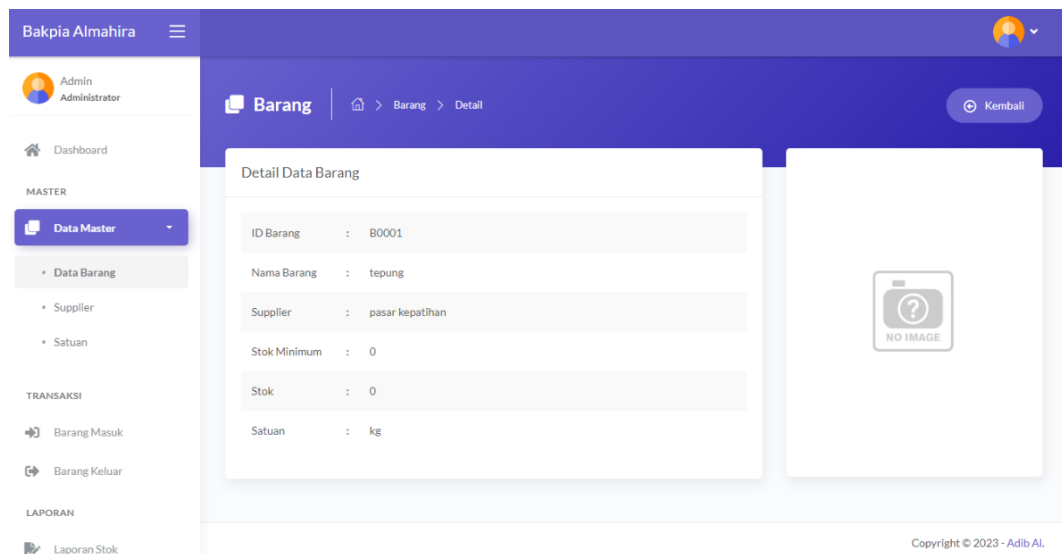 Bakpia Almahira
Admin
Administrator
Dashboard
MASTER
Data Master
Data Barang
Supplier
Satuan
TRANSAKSI
Barang Masuk
Barang Keluar
LAPORAN
Laporan Stok
Barang > Barang > Detail
Kembali
Detail Data Barang
ID Barang : B0001
Nama Barang : tepung
Supplier : pasar kepatihan
Stok Minimum : 0
Stok : 0
Satuan : kg
NO IMAGE
Copyright © 2023 - Adib Al.